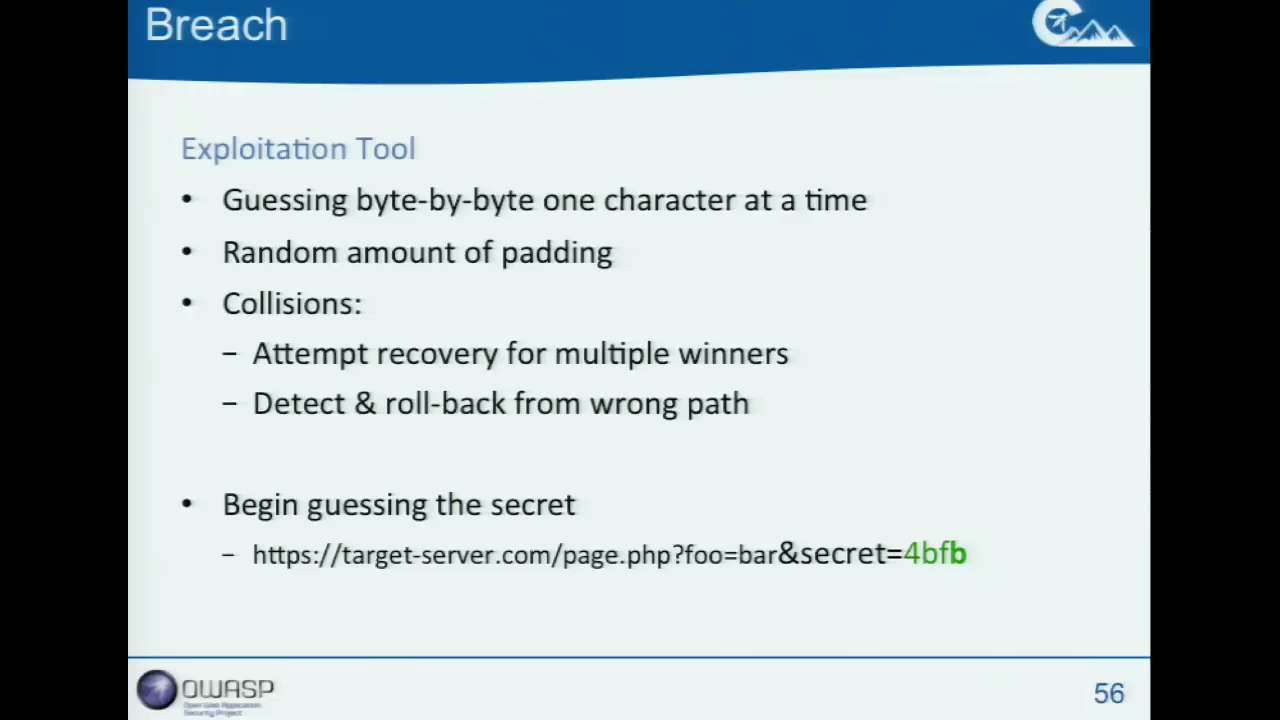 Breach
Exploitation Tool
• Guessing byte-by-byte one character at a time
• Random amount of padding
• Collisions:
– Attempt recovery for multiple winners
– Detect & roll-back from wrong path
• Begin guessing the secret
– https://target-server.com/page.php?foo=bar&secret=4bfb
OWASP
Open Web Application
Security Project
56